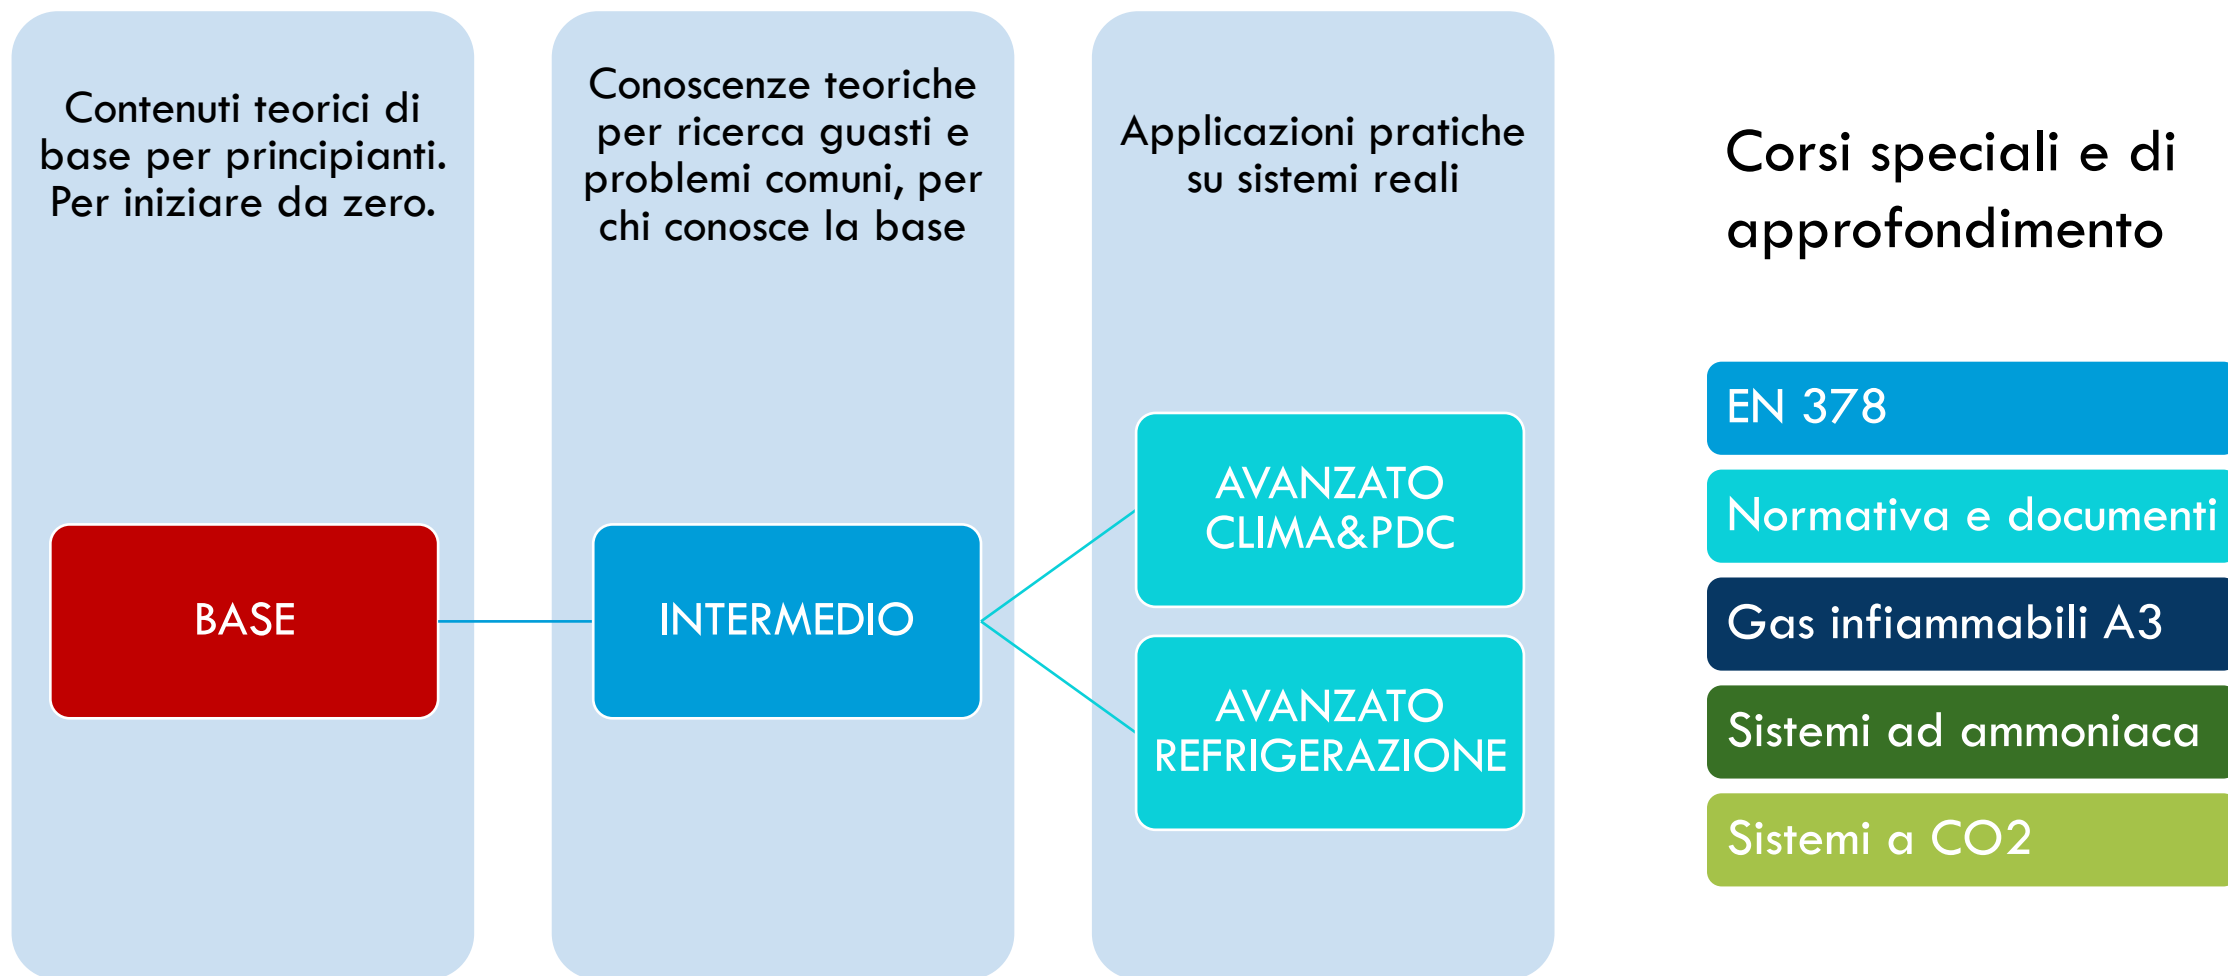 Contenuti teorici di
base per principianti.
Per iniziare da zero.
BASE
Conoscenze teoriche
per ricerca guasti e
problemi comuni, per
chi conosce la base
INTERMEDIO
Applicazioni pratiche
su sistemi reali
AVANZATO
CLIMA&PDC
AVANZATO
REFRIGERAZIONE
Corsi speciali e di
approfondimento
EN 378
Normativa e documenti
Gas infiammabili A3
Sistemi ad ammoniaca
Sistemi a CO2